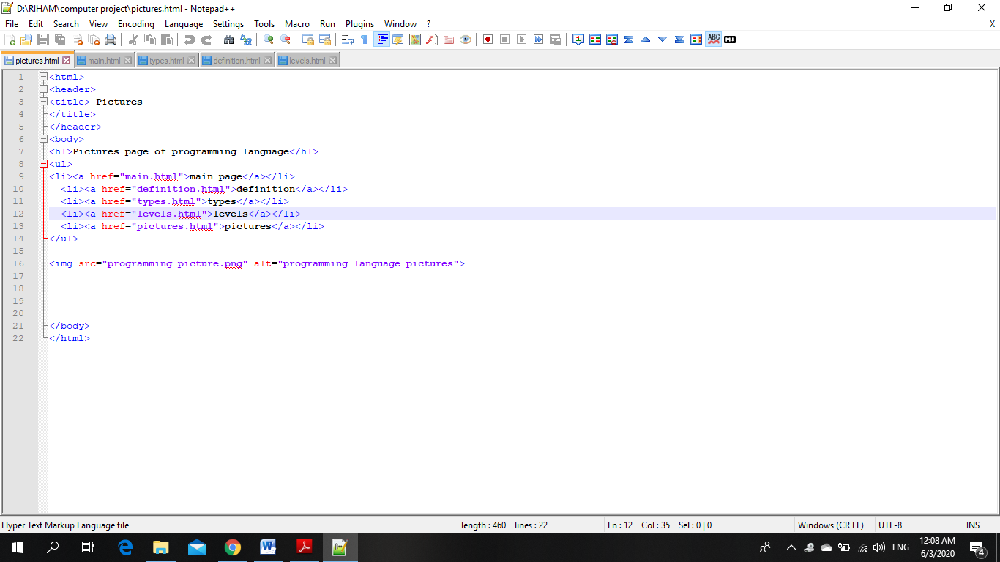 D:\RIHAM\computer project\pictures.html - Notepad++
File Edit Search View Encoding Language Settings Tools Macro Run Plugins Window ? X
pictures.html main.html types.html definition.html levels.html
1 <html>
2 <header>
3 <title> Pictures
4 </title>
5 </header>
6 <body>
7 <h1>Pictures page of programming language</h1>
8 <ul>
9 <li><a href="main.html">main page</a></li>
10 <li><a href="definition.html">definition</a></li>
11 <li><a href="types.html">types</a></li>
12 <li><a href="levels.html">levels</a></li>
13 <li><a href="pictures.html">pictures</a></li>
14 </ul>
15
16 <img src="programming picture.png" alt="programming language pictures">
17
18
19
20
21 </body>
22 </html>
Hyper Text Markup Language file length : 460 lines : 22 Ln : 12 Col : 35 Sel : 0 | 0 Windows (CR LF) UTF-8 INS
ENG 12:08 AM
6/3/2020 4